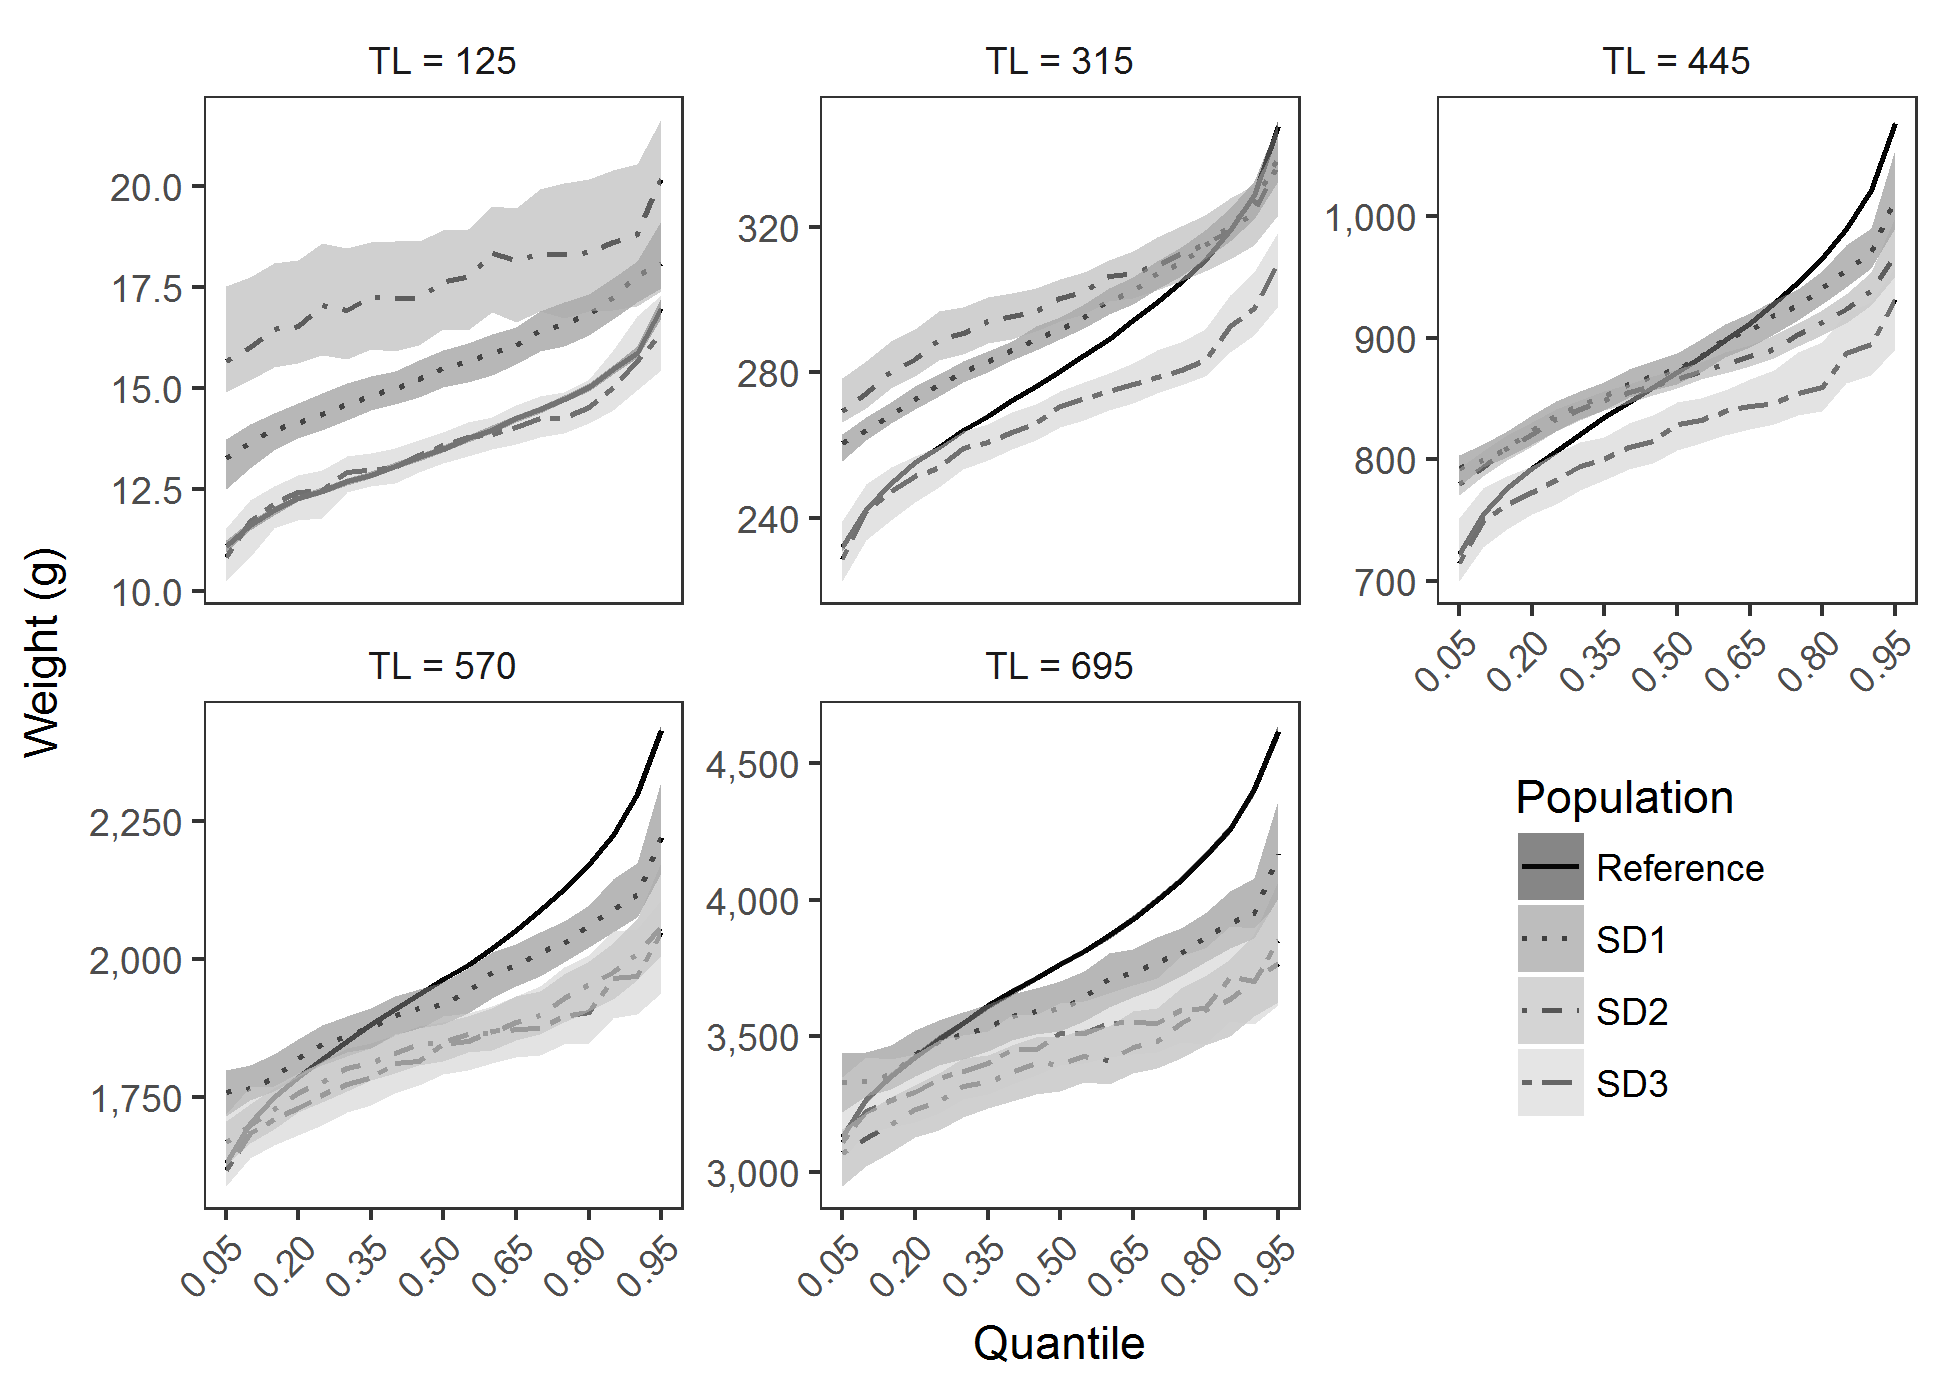 TL = 125
TL = 315
TL = 445
20.0
17.5
15.0
12.5
10.0
320
280
240
1,000
900
800
700
0.05 0.20 0.35 0.50 0.65 0.80 0.95
Weight (g)
TL = 570
TL = 695
2,250
2,000
1,750
4,500
4,000
3,500
3,000
0.05 0.20 0.35 0.50 0.65 0.80 0.95
0.05 0.20 0.35 0.50 0.65 0.80 0.95
Quantile
Population
Reference
SD1
SD2
SD3